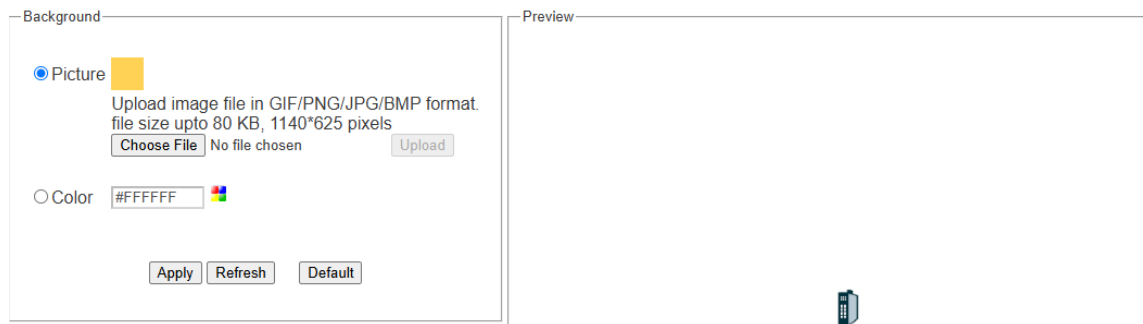 Background
Preview
Picture
Upload image file in GIF/PNG/JPG/BMP format.
file size upto 80 KB, 1140*625 pixels
Choose File No file chosen Upload
Color #FFFFFF
Apply Refresh Default